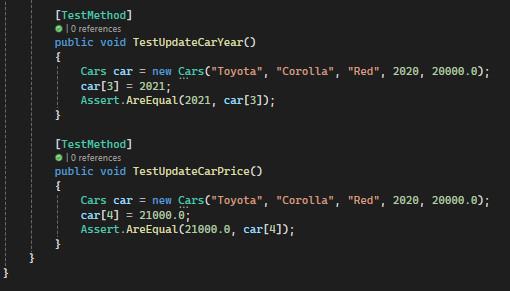 [TestMethod]
| 0 references
public void TestUpdateCarYear()
{
Cars car = new Cars("Toyota", "Corolla", "Red", 2020, 20000.0);
car[3] = 2021;
Assert.AreEqual(2021, car[3]);
}
[TestMethod]
| 0 references
public void TestUpdateCarPrice()
{
Cars car = new Cars("Toyota", "Corolla", "Red", 2020, 20000.0);
car[4] = 21000.0;
Assert.AreEqual(21000.0, car[4]);
}
}
}